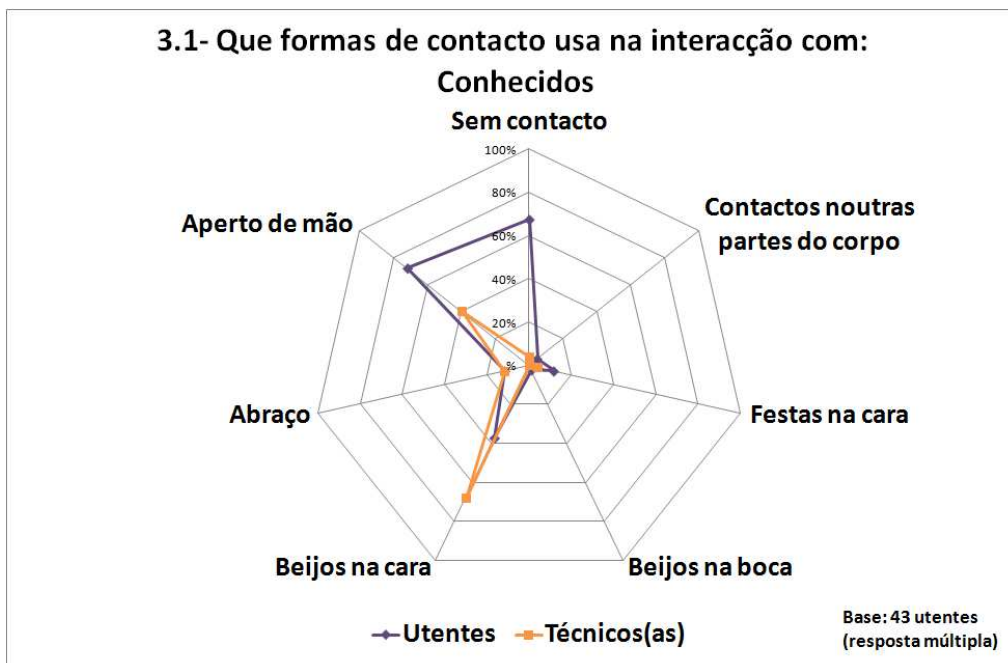 3.1- Que formas de contacto usa na interacção com:
Conhecidos
Sem contacto
100%
80%
60%
40%
20%
%
Contactos noutras
partes do corpo
Festas na cara
Beijos na boca
Beijos na cara
Abraço
Aperto de mão
Utentes
Técnicos(as)
Base: 43 utentes
(resposta múltipla)